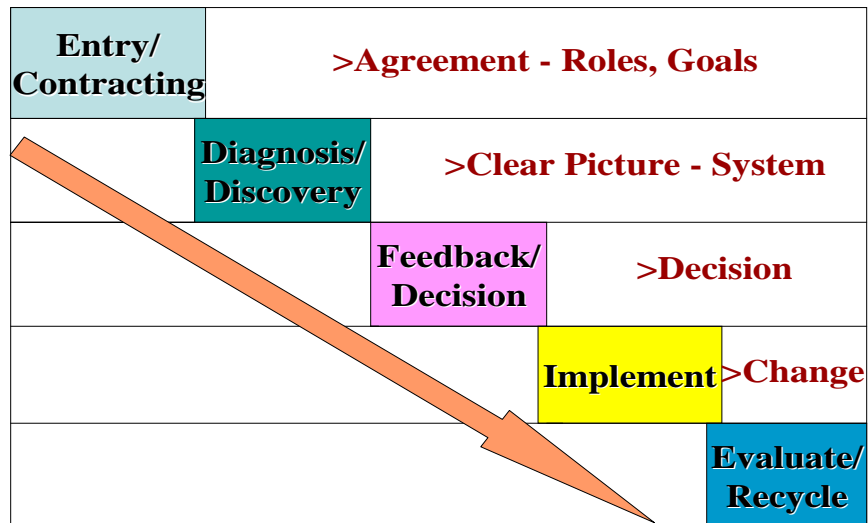 Entry/
Contracting
>Agreement - Roles, Goals
Diagnosis/
Discovery
>Clear Picture - System
Feedback/
Decision
>Decision
Implement
>Change
Evaluate/
Recycle